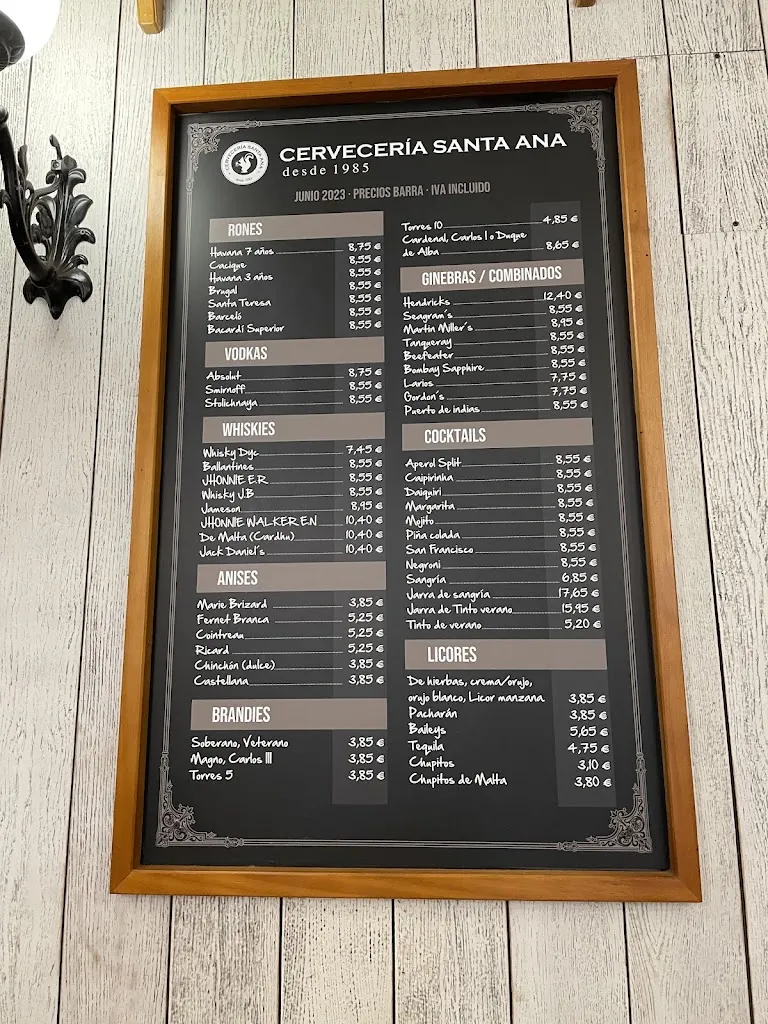 CERVECERÍA SANTA ANA
CERVECERÍA SANTA ANA
desde 1985
JUNIO 2023 · PRECIOS BARRA · IVA INCLUIDO
RONES
Havana 7 años 8,75 €
Cacique 8,55 €
Havana 3 años 8,55 €
Brugal 8,55 €
Santa Teresa 8,55 €
Barceló 8,55 €
Bacardi Superior 8,55 €
VODKAS
Absolut 8,75 €
Smirnoff 8,55 €
Stolichnaya 8,55 €
WHISKIES
Whisky Dyc 7,45 €
Ballantines 8,55 €
JHONNIE E.R. 8,55 €
Whisky J.B 8,55 €
Jameson 8,95 €
JHONNIE WALKER E.N 10,40 €
De Malta (Cardhu) 10,40 €
Jack Daniel´s 10,40 €
ANISES
Marie Brizard 3,85 €
Fernet Branca 5,25 €
Cointreau 5,25 €
Ricard 5,25 €
Chinchón (dulce) 3,85 €
Castellana 3,85 €
BRANDIES
Soberano, Veterano 3,85 €
Magno, Carlos III 3,85 €
Torres 5 3,85 €
Torres 10 4,85 €
Cardenal, Carlos I o Duque
de Alba 8,65 €
GINEBRAS / COMBINADOS
Hendricks 12,40 €
Seagram´s 8,55 €
Martin Miller´s 8,95 €
Tanqueray 8,55 €
Beefeater 8,55 €
Bombay Sapphire 8,55 €
Larios 7,75 €
Gordon´s 7,75 €
Puerto de indias 8,55 €
COCKTAILS
Aperol Split 8,55 €
Caipirinha 8,55 €
Daiquiri 8,55 €
Margarita 8,55 €
Mojito 8,55 €
Piña colada 8,55 €
San Francisco 8,55 €
Negroni 8,55 €
Sangría 6,85 €
Jarra de sangría 17,65 €
Jarra de Tinto verano 15,95 €
Tinto de verano 5,20 €
LICORES
De hierbas, crema/orujo,
orujo blanco, Licor manzana 3,85 €
Pacharán 3,85 €
Baileys 5,65 €
Tequila 4,75 €
Chupitos 3,10 €
Chupitos de Malta 3,80 €